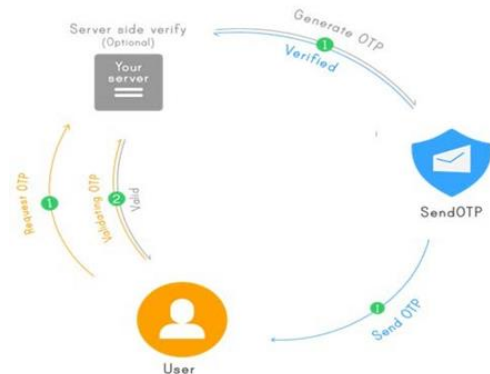 Server side verify
(Optional)
Your
server
Generate OTP
1
Verified
SendOTP
Request OTP
1
Validating OTP
2
Valid
1
Send OTP
User